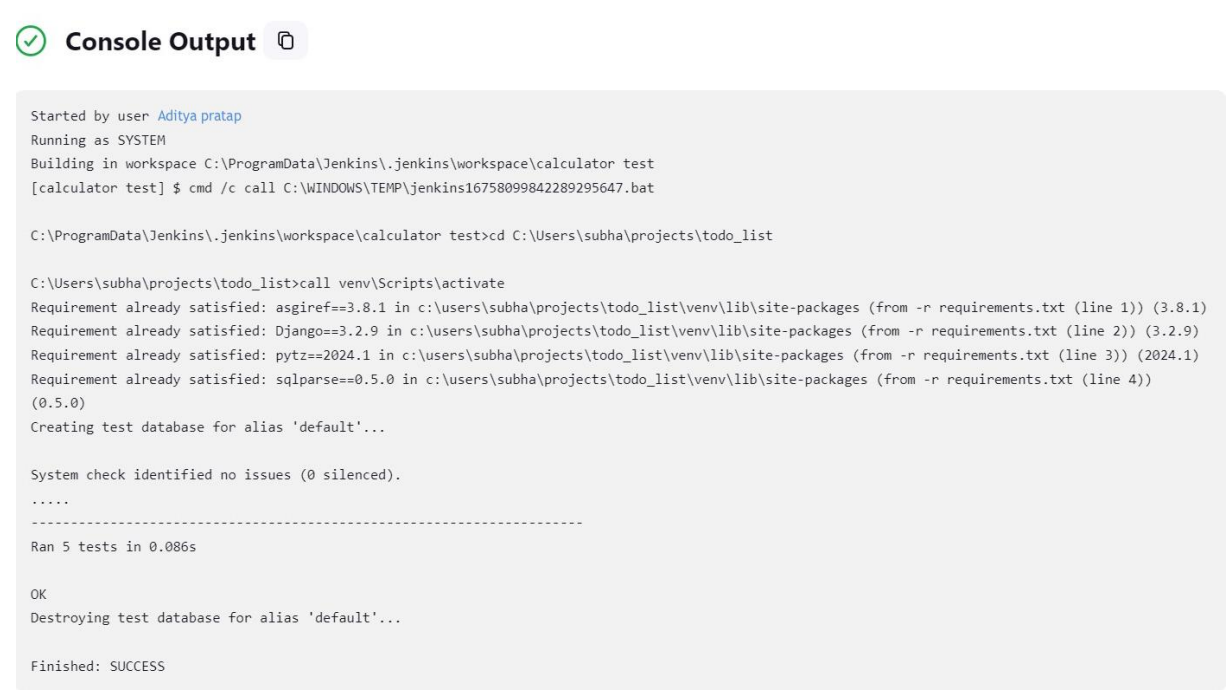 Console Output
Started by user Aditya pratap
Running as SYSTEM
Building in workspace C:\ProgramData\Jenkins\.jenkins\workspace\calculator test
[calculator test] $ cmd /c call C:\WINDOWS\TEMP\jenkins16758099842289295647.bat
C:\ProgramData\Jenkins\.jenkins\workspace\calculator test>cd C:\Users\subha\projects\todo_list
C:\Users\subha\projects\todo_list>call venv\Scripts\activate
Requirement already satisfied: asgiref==3.8.1 in c:\users\subha\projects\todo_list\venv\lib\site-packages (from -r requirements.txt (line 1)) (3.8.1)
Requirement already satisfied: Django==3.2.9 in c:\users\subha\projects\todo_list\venv\lib\site-packages (from -r requirements.txt (line 2)) (3.2.9)
Requirement already satisfied: pytz==2024.1 in c:\users\subha\projects\todo_list\venv\lib\site-packages (from -r requirements.txt (line 3)) (2024.1)
Requirement already satisfied: sqlparse==0.5.0 in c:\users\subha\projects\todo_list\venv\lib\site-packages (from -r requirements.txt (line 4))
(0.5.0)
Creating test database for alias 'default'...
System check identified no issues (0 silenced).
.....
----------------------------------------------------------------------
Ran 5 tests in 0.086s
OK
Destroying test database for alias 'default'...
Finished: SUCCESS